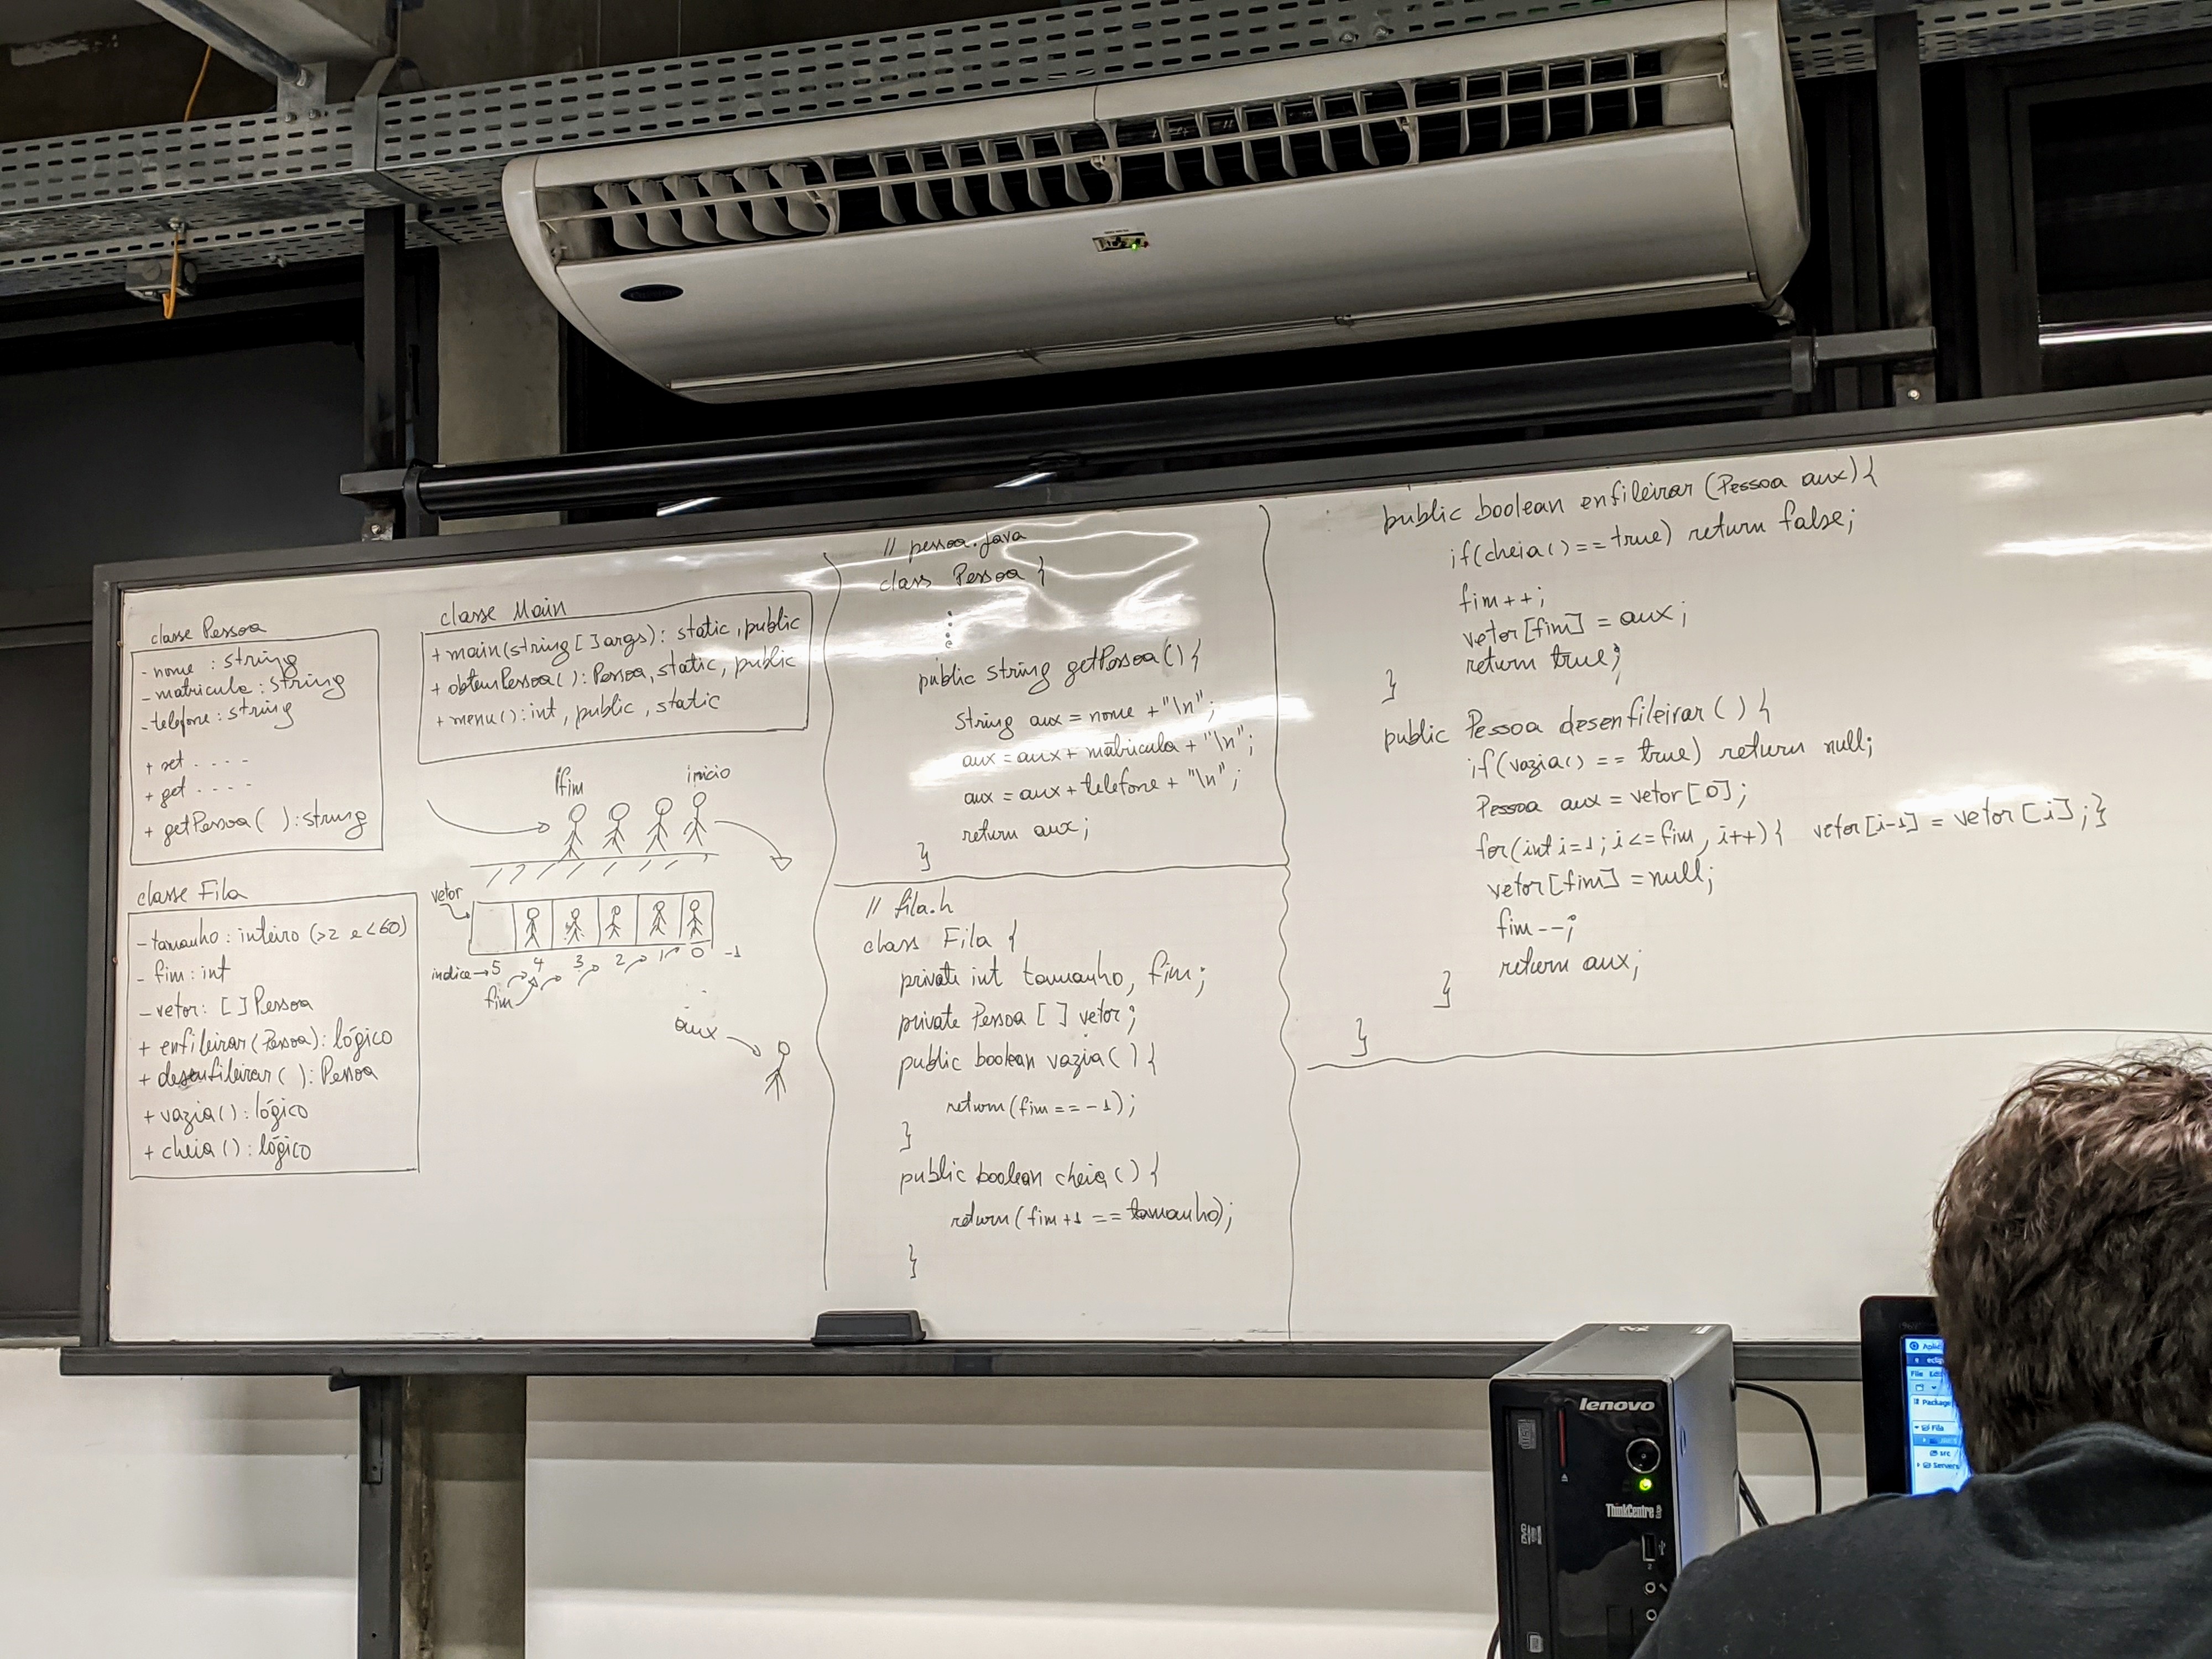 classe Pessoa
- nome : string
- matricula : string
- telefone : string
+ set . . . .
+ get . . . .
+ getPessoa ( ) : string
classe Fila
- tamanho : inteiro (>2 e <60)
- fim : int
- vetor : [ ] Pessoa
+ enfileirar (Pessoa) : lógico
+ desenfileirar ( ) : Pessoa
+ vazia ( ) : lógico
+ cheia ( ) : lógico
classe Main
+ main (string [ ] args) : static , public
+ obtemPessoa ( ) : Pessoa, static , public
+ menu ( ) : int , public , static
fim
início
vetor
índice → 5 4 3 2 1 0 -1
fim
aux
// pessoa.java
class Pessoa {
public string getPessoa ( ) {
String aux = nome + "\n" ;
aux = aux + matricula + "\n" ;
aux = aux + telefone + "\n" ;
return aux ;
}
// fila.h
class Fila {
private int tamanho, fim ;
private Pessoa [ ] vetor ;
public boolean vazia ( ) {
return (fim == -1) ;
}
public boolean cheia ( ) {
return (fim +1 == tamanho) ;
}
public boolean enfileirar (Pessoa aux) {
if (cheia ( ) == true) return false ;
fim ++ ;
vetor [fim] = aux ;
return true ;
}
public Pessoa desenfileirar ( ) {
if (vazia ( ) == true) return null ;
Pessoa aux = vetor [0] ;
for (int i=1 ; i <= fim , i++) { vetor [i-1] = vetor [i] ; }
vetor [fim] = null ;
fim -- ;
return aux ;
}
}
lenovo
ThinkCentre
File
Package
Fila
src
Servers